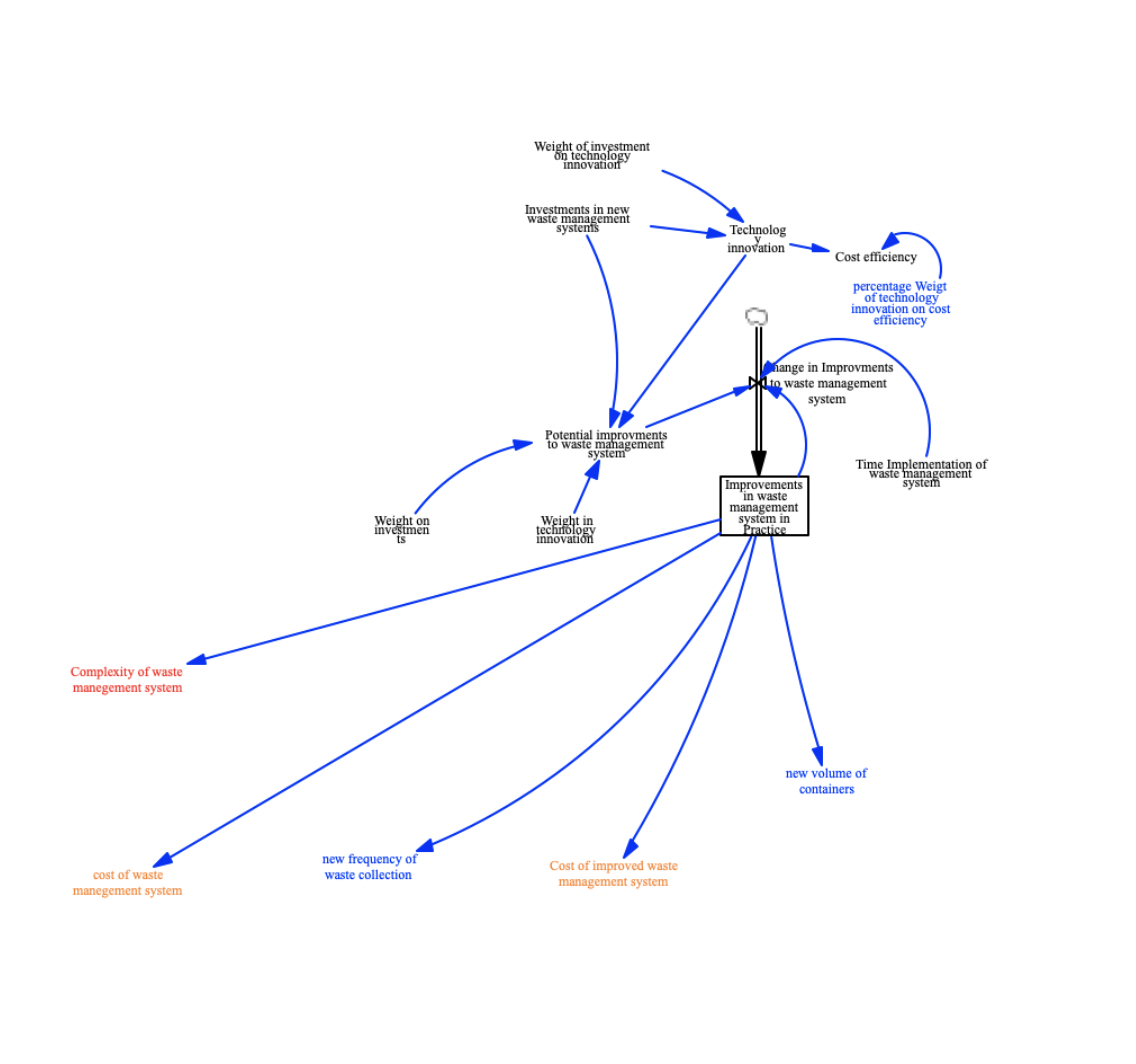 Weight of investment
on technology
innovation
Investments in new
waste management
systems
Technolog
y
innovation
Cost efficiency
percentage Weigt
of technology
innovation on cost
efficiency
hange in Improvments
to waste management
system
Potential improvments
to waste management
system
Time Implementation of
waste management
system
Improvements
in waste
management
system in
Practice
Weight on
investmen
ts
Weight in
technology
innovation
Complexity of waste
manegement system
new volume of
containers
new frequency of
waste collection
Cost of improved waste
management system
cost of waste
manegement system